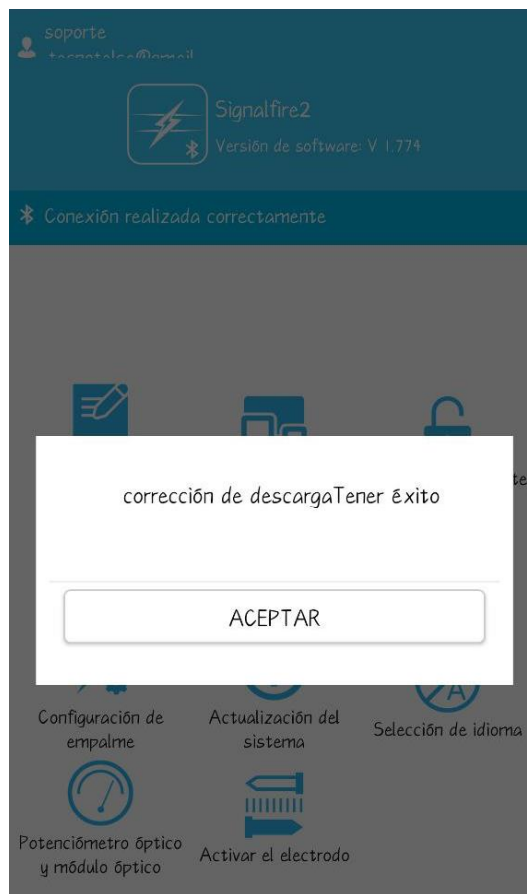 soporte
Signalfire2
Versión de software: V 1.774
Conexión realizada correctamente
te
corrección de descargaTener éxito
ACEPTAR
A
Configuración de
empalme
Actualización del
sistema
Selección de idioma
Potenciómetro óptico
y módulo óptico
Activar el electrodo